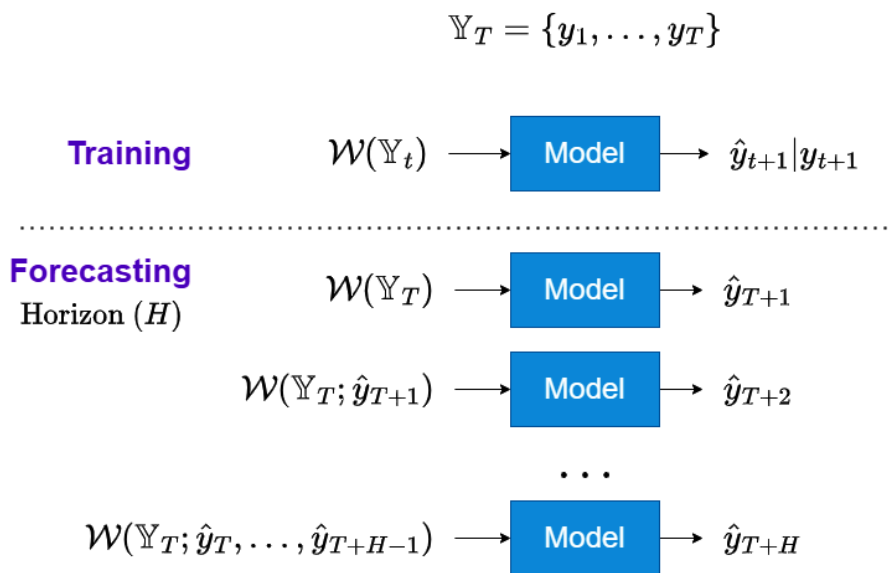 𝕐_T = {y_1, …, y_T}
Training 𝒲(𝕐_t) Model ŷ_{t+1}|y_{t+1}
Forecasting
Horizon (H)
𝒲(𝕐_T) Model ŷ_{T+1}
𝒲(𝕐_T; ŷ_{T+1}) Model ŷ_{T+2}
...
𝒲(𝕐_T; ŷ_T, …, ŷ_{T+H−1}) Model ŷ_{T+H}